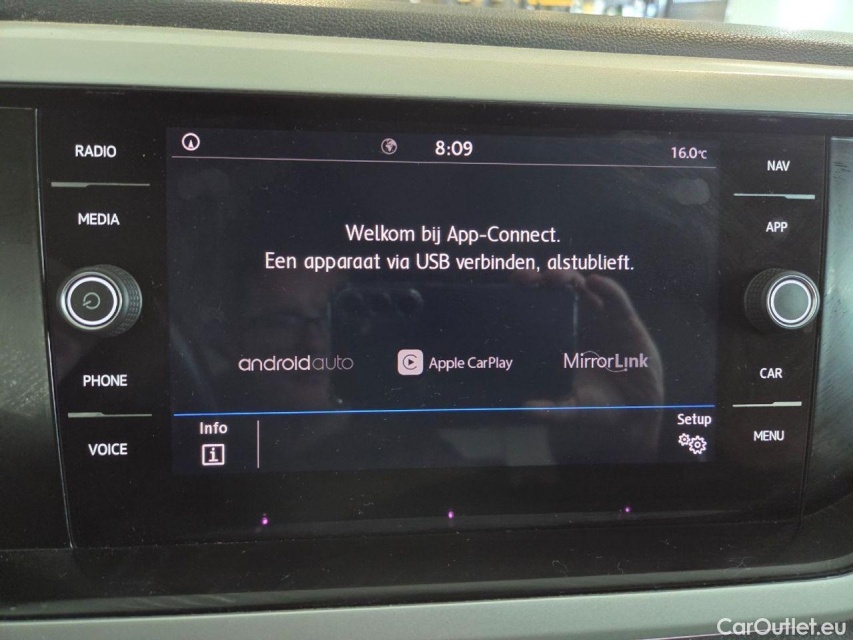 RADIO
MEDIA
PHONE
VOICE
8:09
16.0°C
Welkom bij App-Connect.
Een apparaat via USB verbinden, alstublieft.
androidauto
Apple CarPlay
MirrorLink
Info
i
Setup
NAV
APP
CAR
MENU
CarOutlet.eu